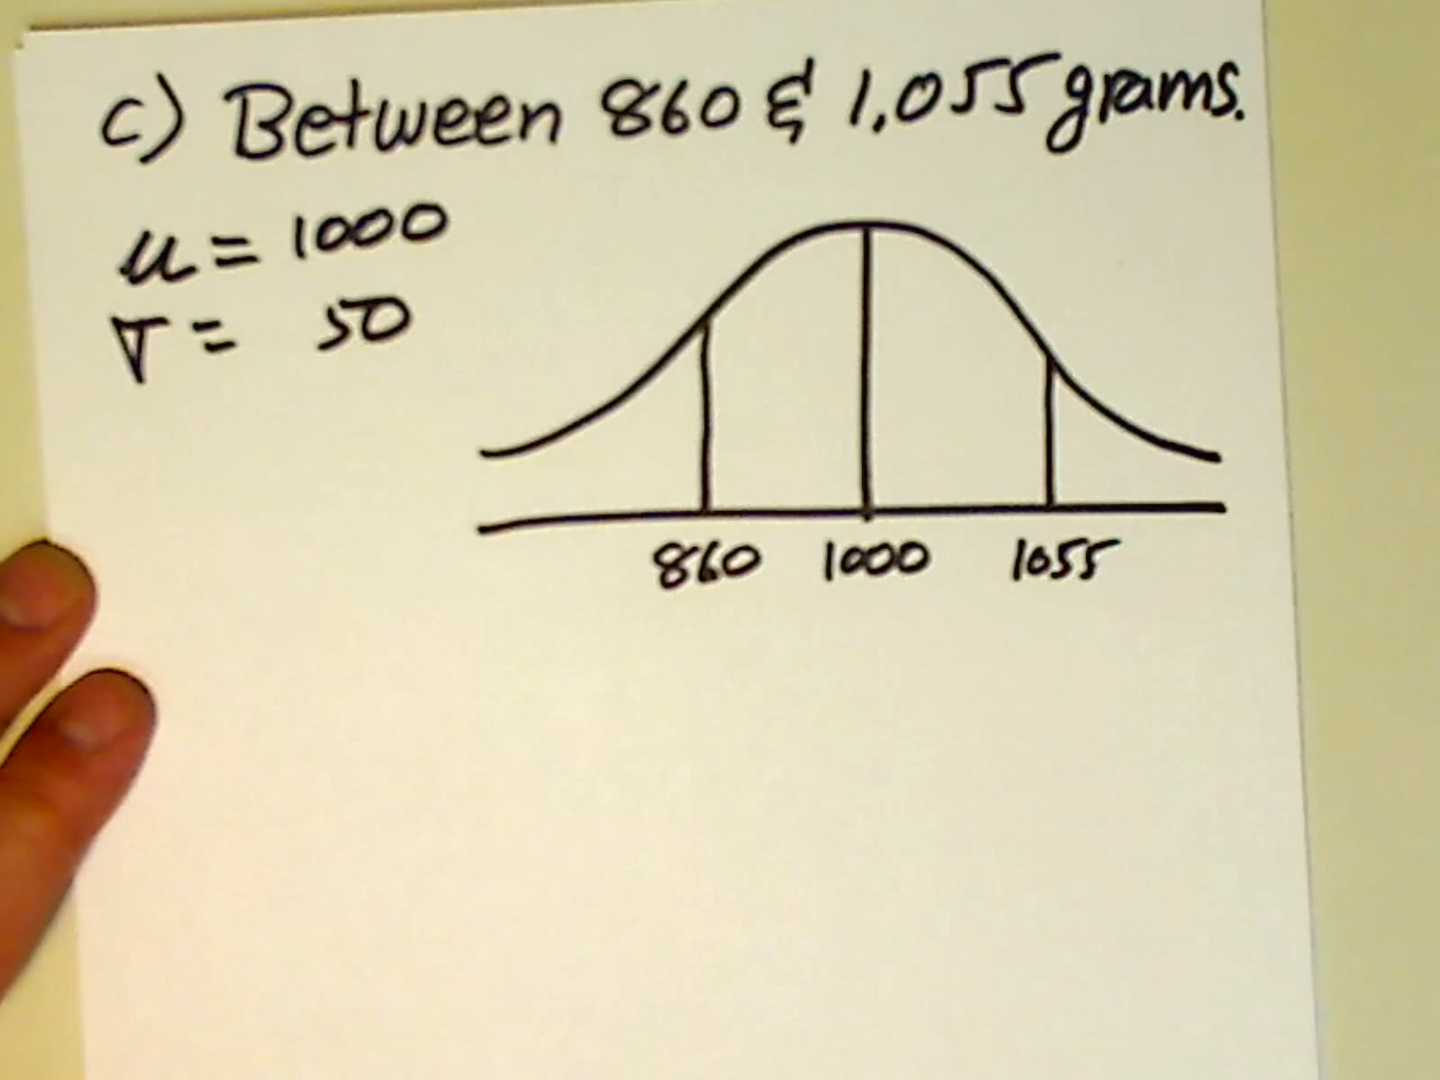 c) Between 860 & 1,055 grams.
μ = 1000
σ = 50
860 1000 1055